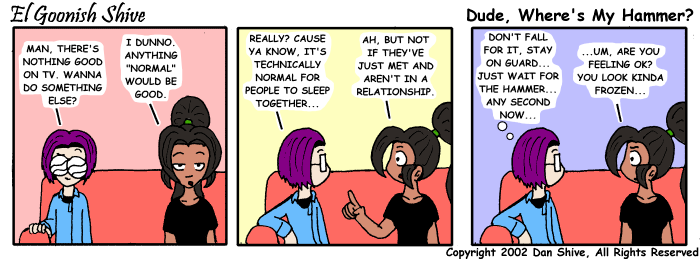 El Goonish Shive
Dude, Where's My Hammer?
MAN, THERE'S
NOTHING GOOD
ON TV. WANNA
DO SOMETHING
ELSE?
I DUNNO.
ANYTHING
"NORMAL"
WOULD BE
GOOD.
REALLY? CAUSE
YA KNOW, IT'S
TECHNICALLY
NORMAL FOR
PEOPLE TO SLEEP
TOGETHER...
AH, BUT NOT
IF THEY'VE
JUST MET AND
AREN'T IN A
RELATIONSHIP.
DON'T FALL
FOR IT, STAY
ON GUARD...
JUST WAIT FOR
THE HAMMER...
ANY SECOND
NOW...
...UM, ARE YOU
FEELING OK?
YOU LOOK KINDA
FROZEN...
Copyright 2002 Dan Shive, All Rights Reserved